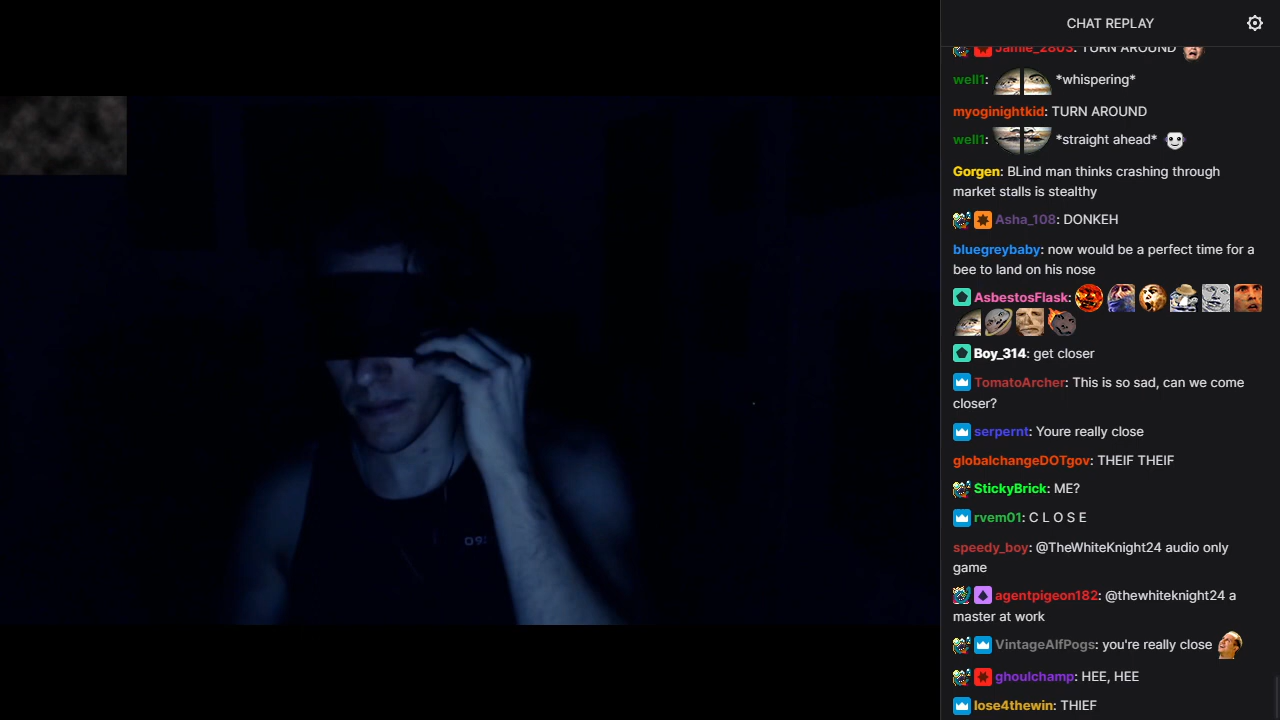 CHAT REPLAY
Jamie_2803: TURN AROUND
well1: *whispering*
myoginightkid: TURN AROUND
well1: *straight ahead*
Gorgen: BLind man thinks crashing through
market stalls is stealthy
Asha_108: DONKEH
bluegreybaby: now would be a perfect time for a
bee to land on his nose
AsbestosFlask:
Boy_314: get closer
TomatoArcher: This is so sad, can we come
closer?
serpernt: Youre really close
globalchangeDOTgov: THEIF THEIF
StickyBrick: ME?
rvem01: C L O S E
speedy_boy: @TheWhiteKnight24 audio only
game
agentpigeon182: @thewhiteknight24 a
master at work
VintageAlfPogs: you're really close
ghoulchamp: HEE, HEE
lose4thewin: THIEF